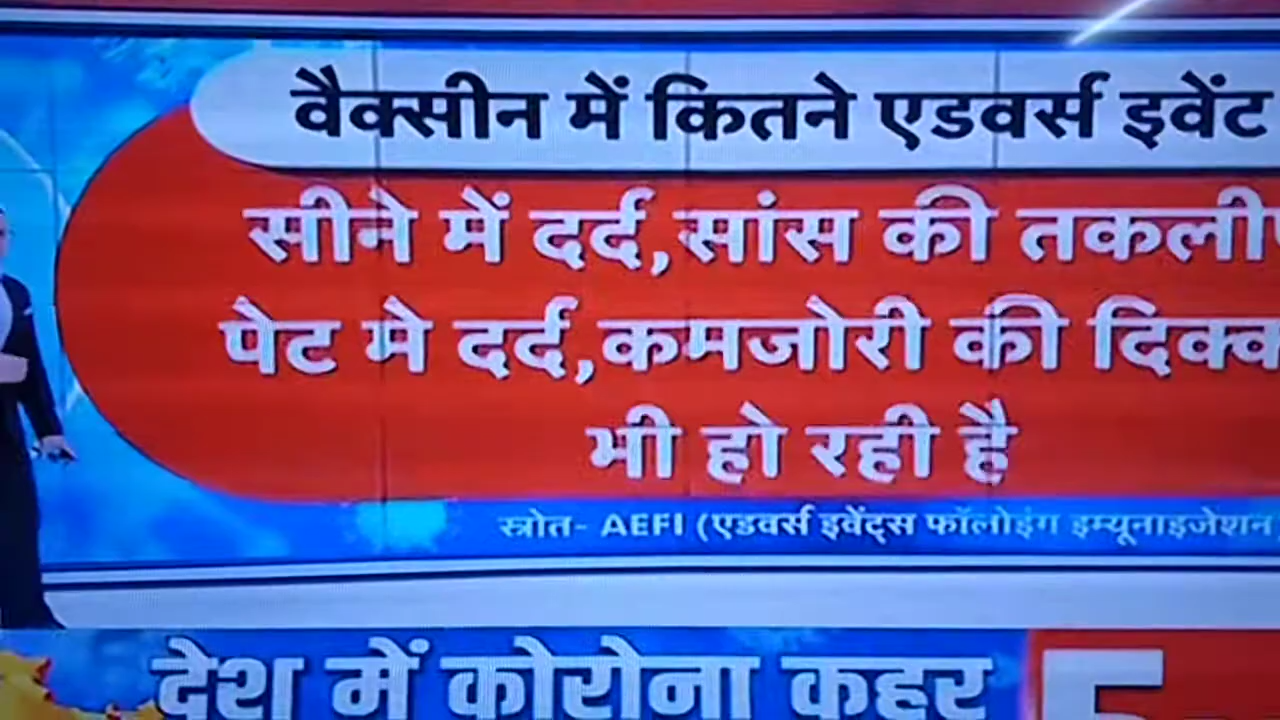 वैक्सीन में कितने एडवर्स इवेंट
सीने में दर्द,सांस की
पेट मे दर्द,कमजोरी की
भी हो रही है
स्त्रोत- AEFI (एडवर्स इवेंट्स फॉलोइंग इम्यूनाइजेशन)
देश में कोरोना कहर